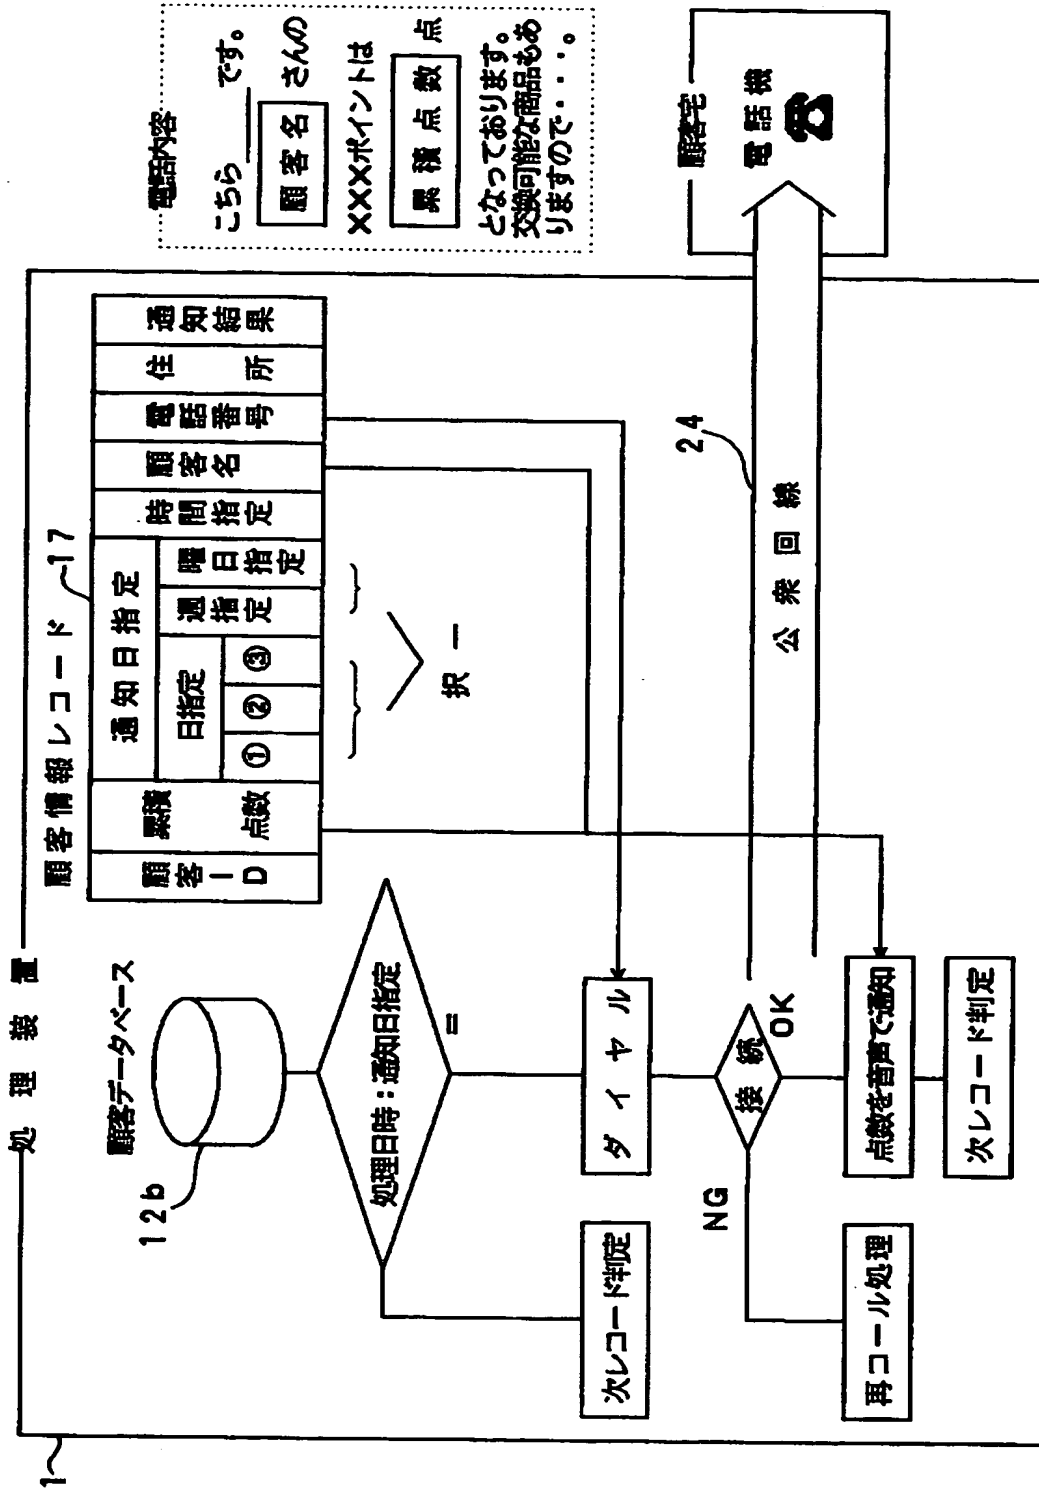 処理装置
1
顧客データベース
12b
顧客情報レコード
17
顧客ID
累積点数
通知日指定
日指定
①
②
③
週指定
曜日指定
時間指定
顧客名
電話番号
住所
通知結果
択一
処理日時:通知日指定
=
次レコード判定
ダイヤル
接続
NG
OK
再コール処理
点数を音声で通知
次レコード判定
公衆回線
24
顧客宅
電話機
電話内容
こちら____です。
顧客名 さんの
×××ポイントは
累積点数 点
となっております。
交換可能な商品もあ
りますので・・・。